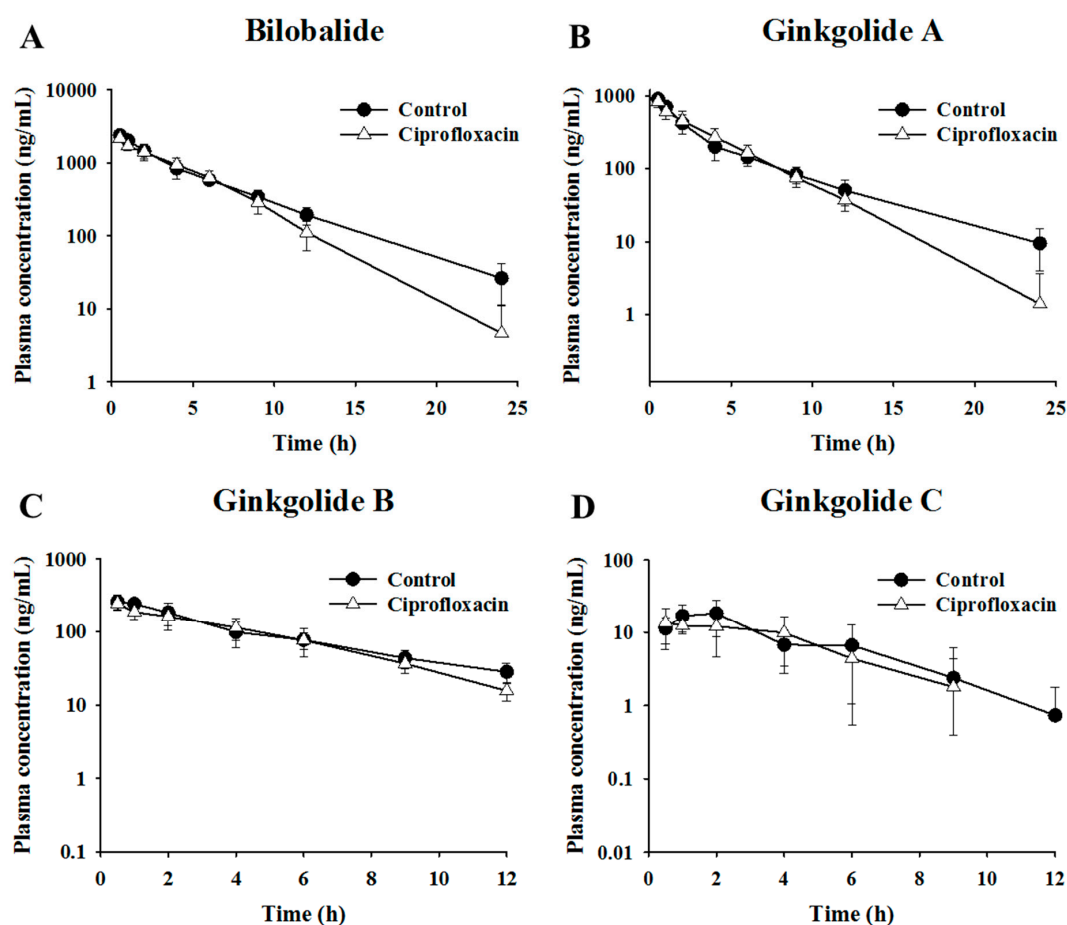 A
Bilobalide
Plasma concentration (ng/mL)
10000
1000
100
10
1
Control
Ciprofloxacin
0
5
10
15
20
25
Time (h)
B
Ginkgolide A
Plasma concentration (ng/mL)
1000
100
10
1
Control
Ciprofloxacin
0
5
10
15
20
25
Time (h)
C
Ginkgolide B
Plasma concentration (ng/mL)
1000
100
10
1
0.1
Control
Ciprofloxacin
0
2
4
6
8
10
12
Time (h)
D
Ginkgolide C
Plasma concentration (ng/mL)
100
10
1
0.1
0.01
Control
Ciprofloxacin
0
2
4
6
8
10
12
Time (h)